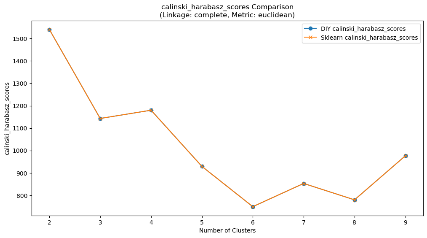 calinski_harabasz_scores Comparison
(Linkage: complete, Metric: euclidean)
DIY calinski_harabasz_scores
Sklearn calinski_harabasz_scores
calinski_harabasz_scores
1500
1400
1300
1200
1100
1000
900
800
2 3 4 5 6 7 8 9
Number of Clusters